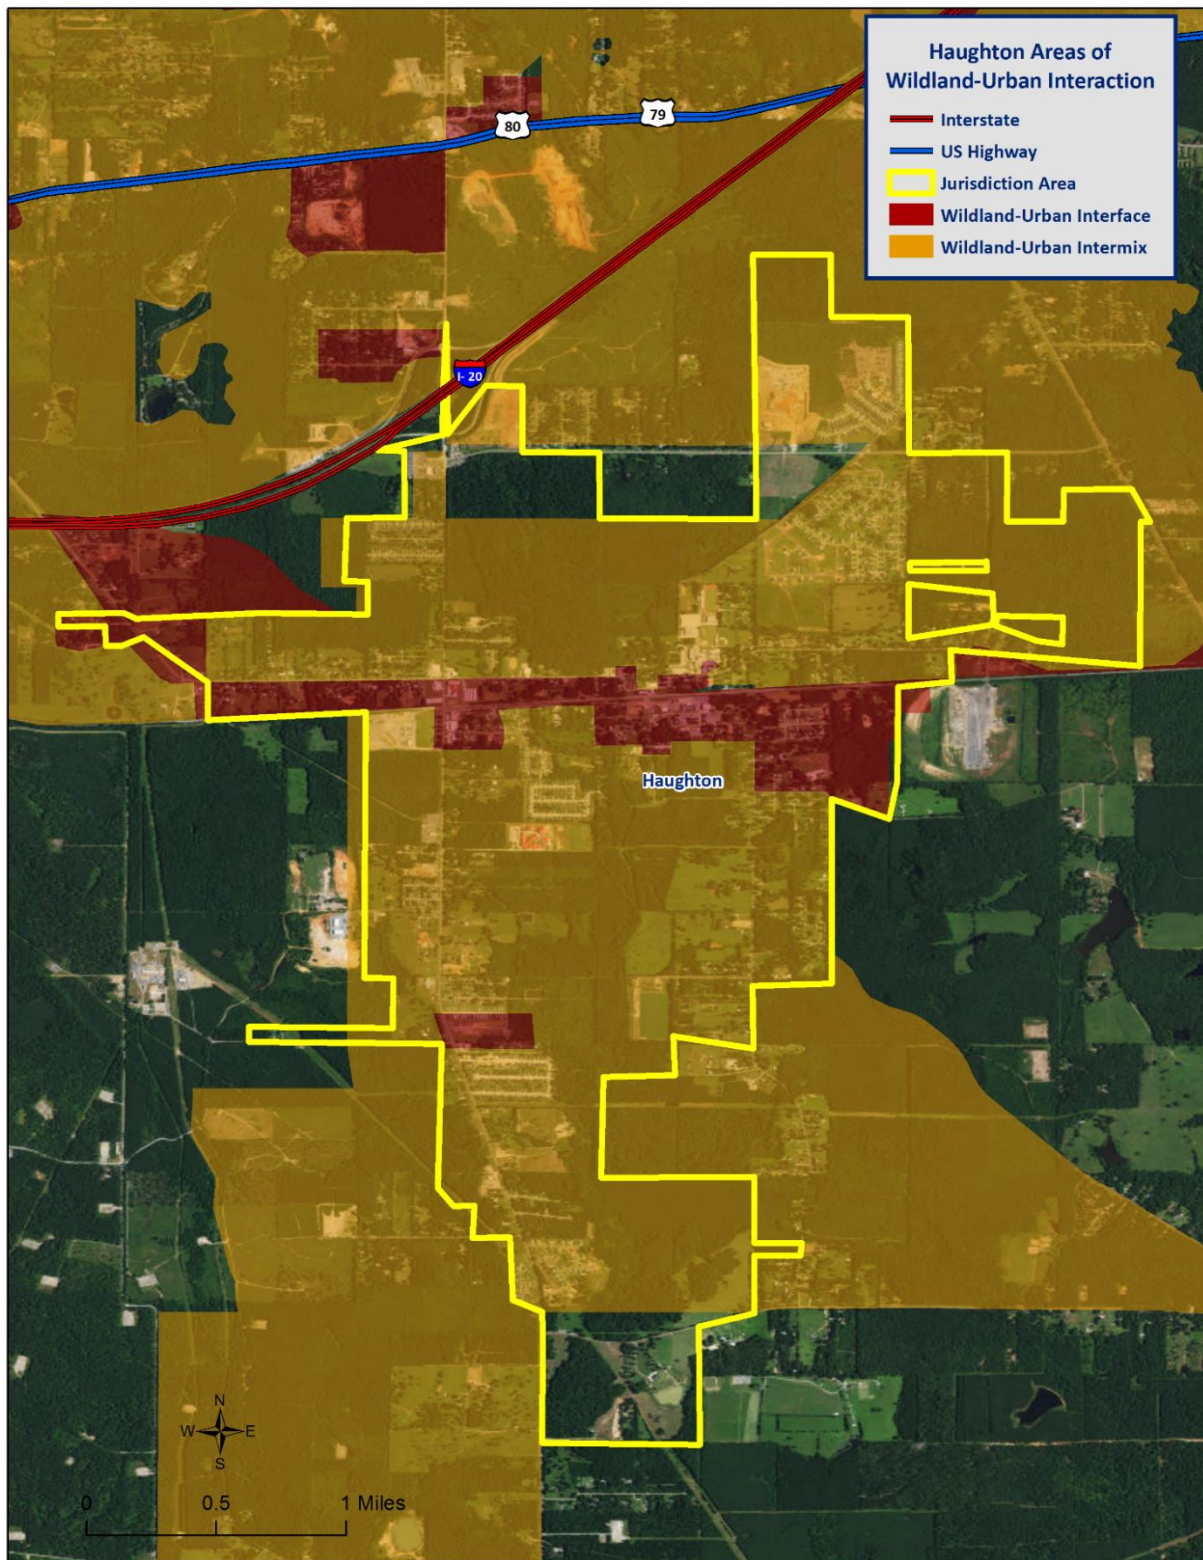 Haughton Areas of
Wildland-Urban Interaction
Interstate
US Highway
Jurisdiction Area
Wildland-Urban Interface
Wildland-Urban Intermix
80
79
I- 20
Haughton
N
W E
S
0 0.5 1 Miles